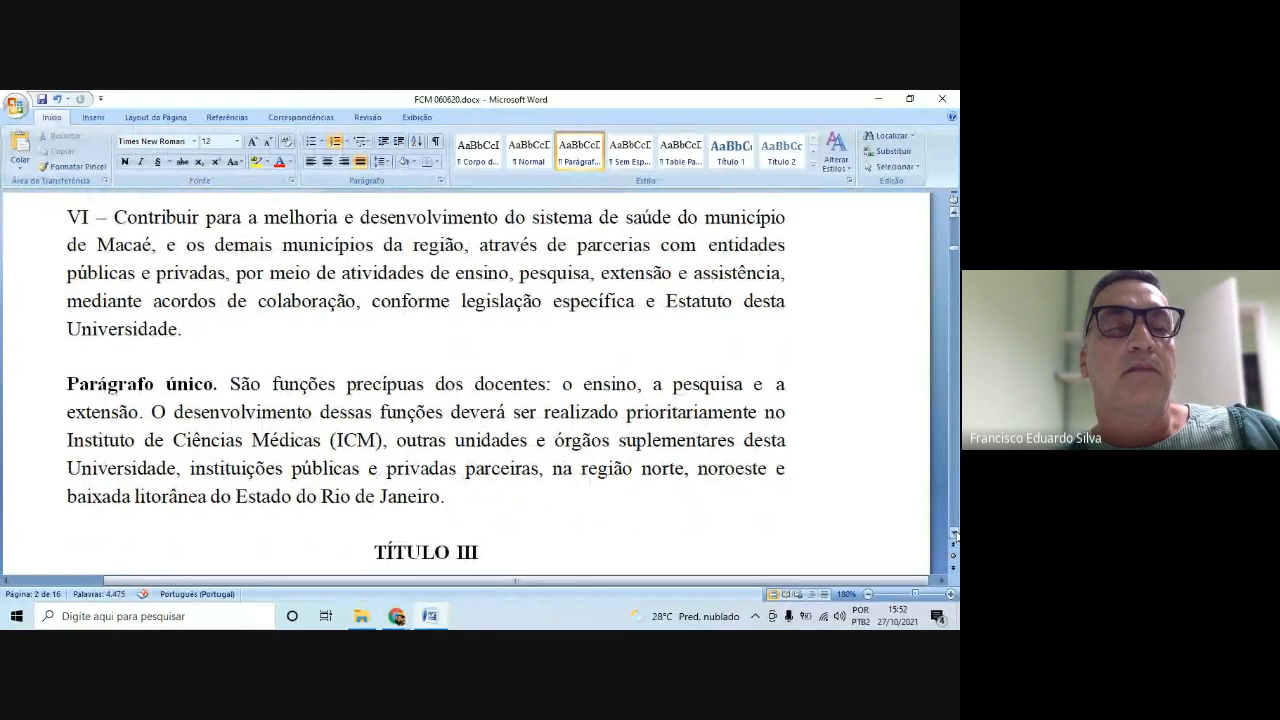 FCM 060620.docx - Microsoft Word
Início Inserir Layout da Página Referências Correspondências Revisão Exibição
Colar
Recortar
Copiar
Formatar Pincel
Área de Transferência
Times New Roman 12
Fonte
Parágrafo
AaBbCcI AaBbCcI AaBbCcI AaBbCcI AaBbCcI AaBbC AaBbCc
¶ Corpo d... ¶ Normal ¶ Parágraf... ¶ Sem Esp... ¶ Table Pa... Título 1 Título 2
Alterar
Estilos
Estilo
Localizar
Substituir
Selecionar
Edição
VI – Contribuir para a melhoria e desenvolvimento do sistema de saúde do município
de Macaé, e os demais municípios da região, através de parcerias com entidades
públicas e privadas, por meio de atividades de ensino, pesquisa, extensão e assistência,
mediante acordos de colaboração, conforme legislação específica e Estatuto desta
Universidade.
Parágrafo único. São funções precípuas dos docentes: o ensino, a pesquisa e a
extensão. O desenvolvimento dessas funções deverá ser realizado prioritariamente no
Instituto de Ciências Médicas (ICM), outras unidades e órgãos suplementares desta
Universidade, instituições públicas e privadas parceiras, na região norte, noroeste e
baixada litorânea do Estado do Rio de Janeiro.
TÍTULO III
Página: 2 de 16 Palavras: 4.475 Português (Portugal) 180%
Digite aqui para pesquisar
28°C Pred. nublado
POR
PTB2
15:52
27/10/2021
4
Francisco Eduardo Silva